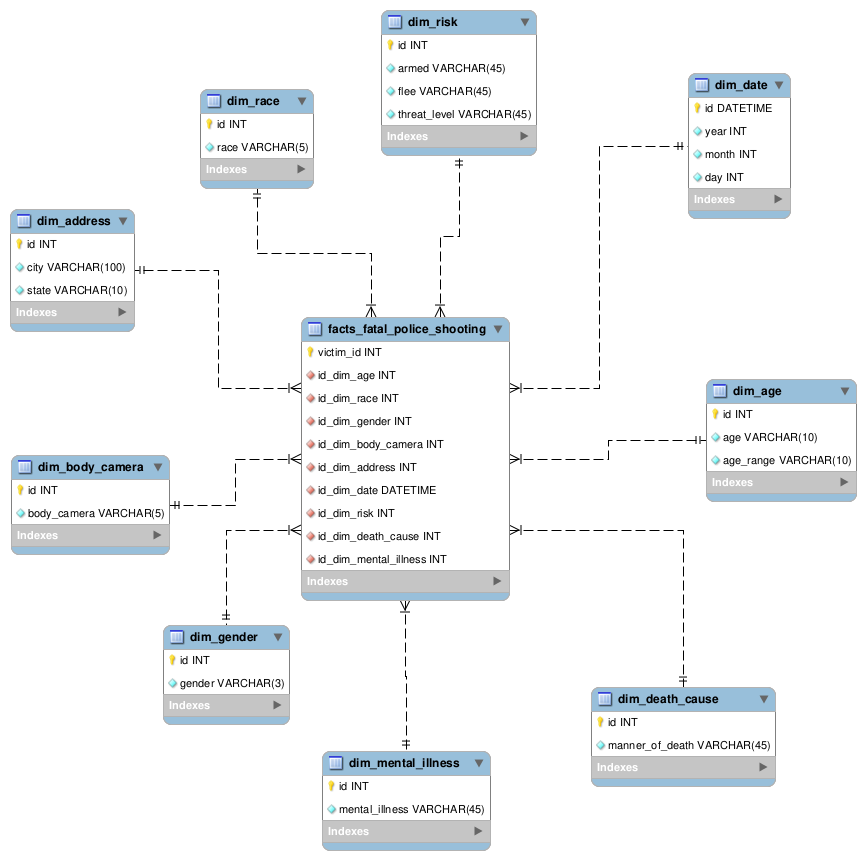 dim_risk
id INT
armed VARCHAR(45)
flee VARCHAR(45)
threat_level VARCHAR(45)
Indexes
dim_race
id INT
race VARCHAR(5)
Indexes
dim_date
id DATETIME
year INT
month INT
day INT
Indexes
dim_address
id INT
city VARCHAR(100)
state VARCHAR(10)
Indexes
facts_fatal_police_shooting
victim_id INT
id_dim_age INT
id_dim_race INT
id_dim_gender INT
id_dim_body_camera INT
id_dim_address INT
id_dim_date DATETIME
id_dim_risk INT
id_dim_death_cause INT
id_dim_mental_illness INT
Indexes
dim_age
id INT
age VARCHAR(10)
age_range VARCHAR(10)
Indexes
dim_body_camera
id INT
body_camera VARCHAR(5)
Indexes
dim_gender
id INT
gender VARCHAR(3)
Indexes
dim_death_cause
id INT
manner_of_death VARCHAR(45)
Indexes
dim_mental_illness
id INT
mental_illness VARCHAR(45)
Indexes